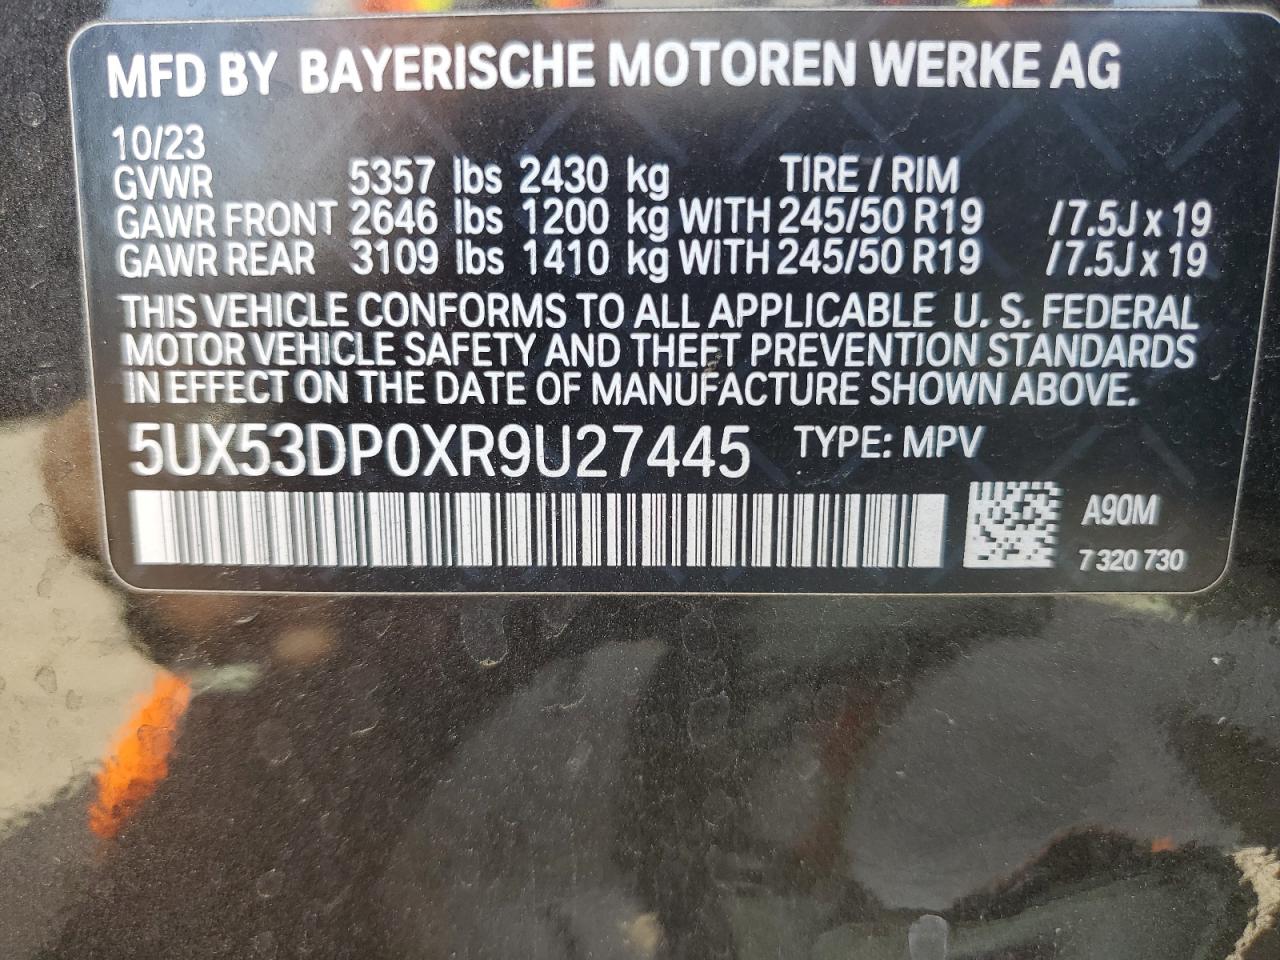 MFD BY BAYERISCHE MOTOREN WERKE AG
10/23
GVWR 5357 lbs 2430 kg TIRE / RIM
GAWR FRONT 2646 lbs 1200 kg WITH 245/50 R19 /7.5J x 19
GAWR REAR 3109 lbs 1410 kg WITH 245/50 R19 /7.5J x 19
THIS VEHICLE CONFORMS TO ALL APPLICABLE U. S. FEDERAL
MOTOR VEHICLE SAFETY AND THEFT PREVENTION STANDARDS
IN EFFECT ON THE DATE OF MANUFACTURE SHOWN ABOVE.
5UX53DP0XR9U27445 TYPE: MPV
A90M
7 320 730